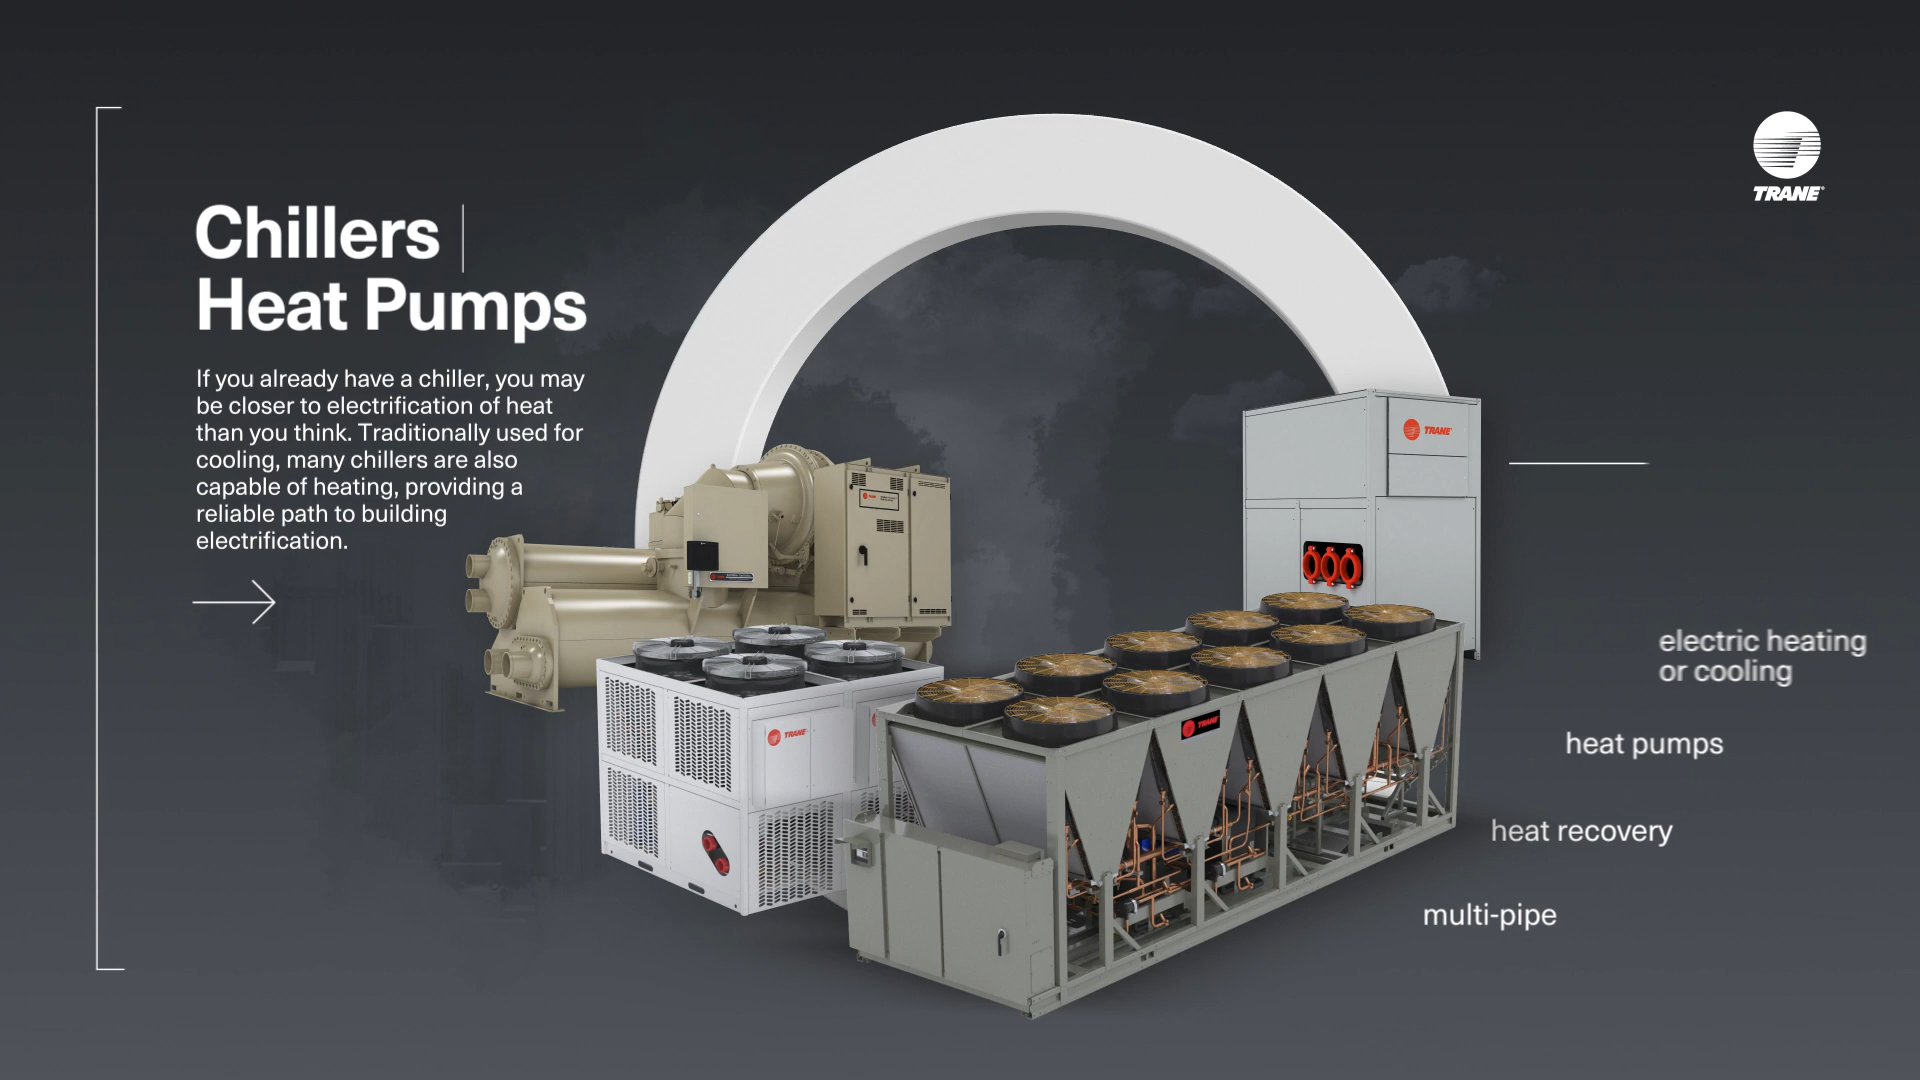 Chillers
Heat Pumps
If you already have a chiller, you may
be closer to electrification of heat
than you think. Traditionally used for
cooling, many chillers are also
capable of heating, providing a
reliable path to building
electrification.
TRANE®
TRANE
TRANE
TRANE
TRANE
TRANE
electric heating
or cooling
heat pumps
heat recovery
multi-pipe